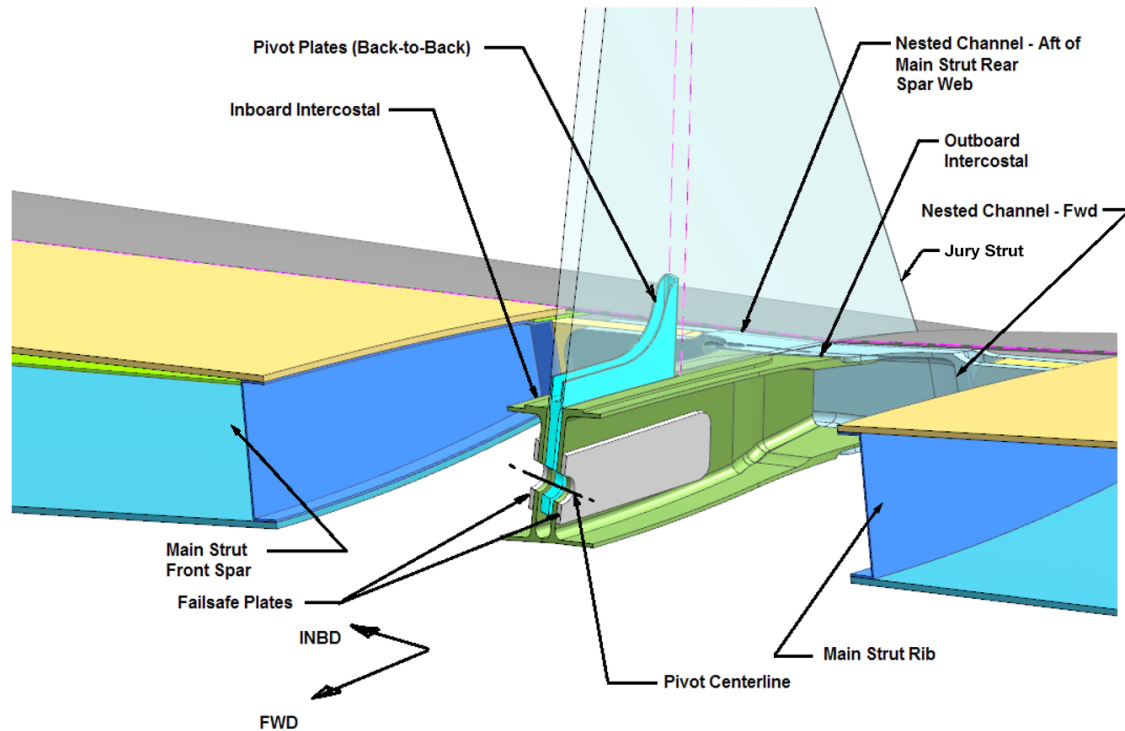 Pivot Plates (Back-to-Back)
Nested Channel - Aft of
Main Strut Rear
Spar Web
Inboard Intercostal
Outboard
Intercostal
Nested Channel - Fwd
Jury Strut
Main Strut
Front Spar
Failsafe Plates
INBD
FWD
Pivot Centerline
Main Strut Rib